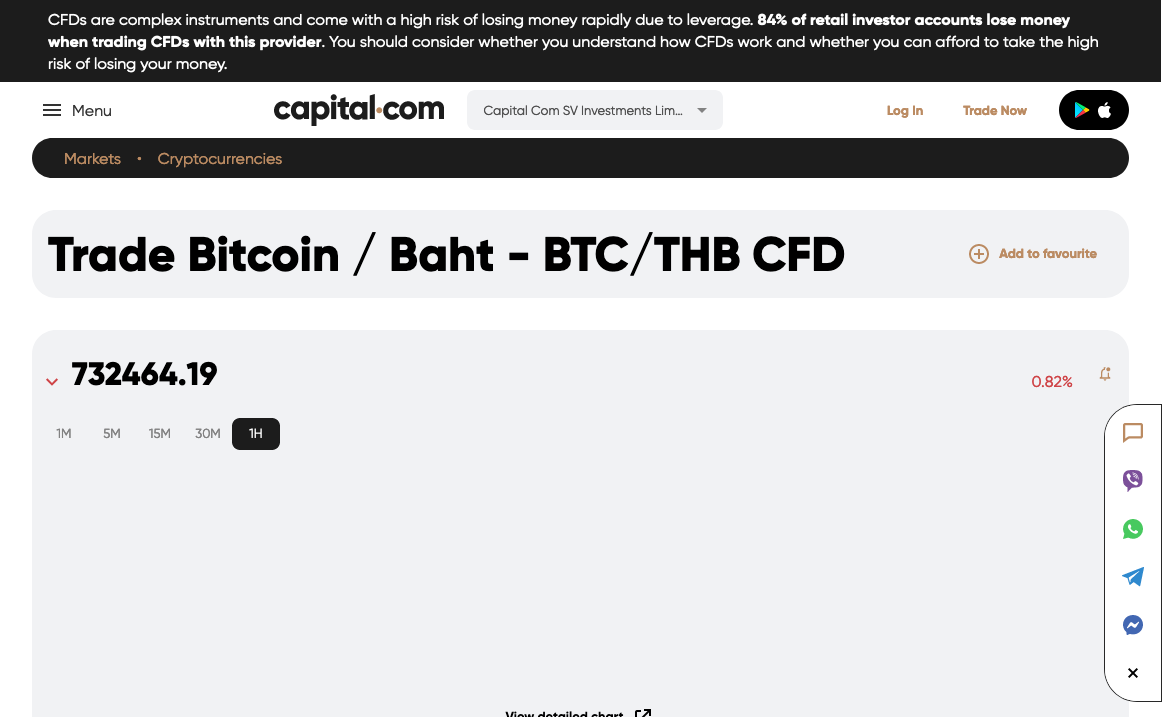 CFDs are complex instruments and come with a high risk of losing money rapidly due to leverage. 84% of retail investor accounts lose money
when trading CFDs with this provider. You should consider whether you understand how CFDs work and whether you can afford to take the high
risk of losing your money.
Menu
capital.com
Capital Com SV Investments Lim...
Log In
Trade Now
Markets • Cryptocurrencies
Trade Bitcoin / Baht - BTC/THB CFD
Add to favourite
732464.19
0.82%
1M 5M 15M 30M 1H
View detailed chart